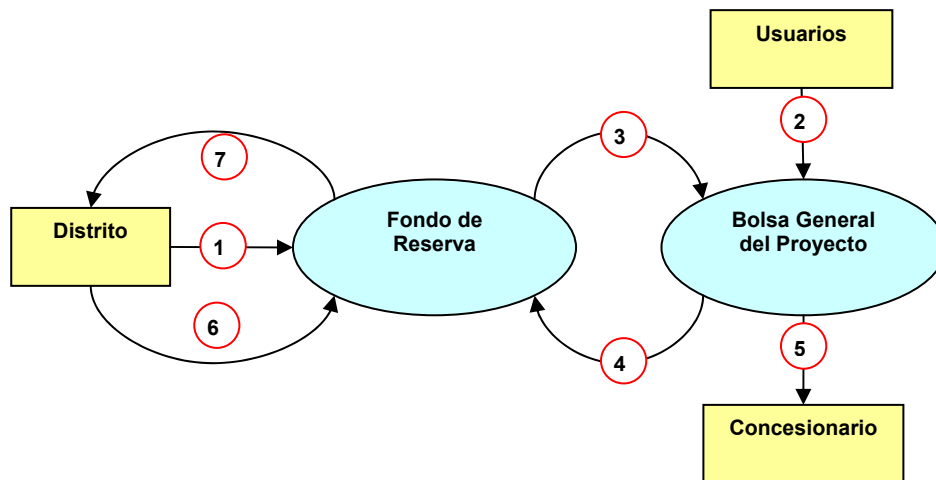 Usuarios
2
3
7
Distrito
1
Fondo de
Reserva
Bolsa General
del Proyecto
6
4
5
Concesionario